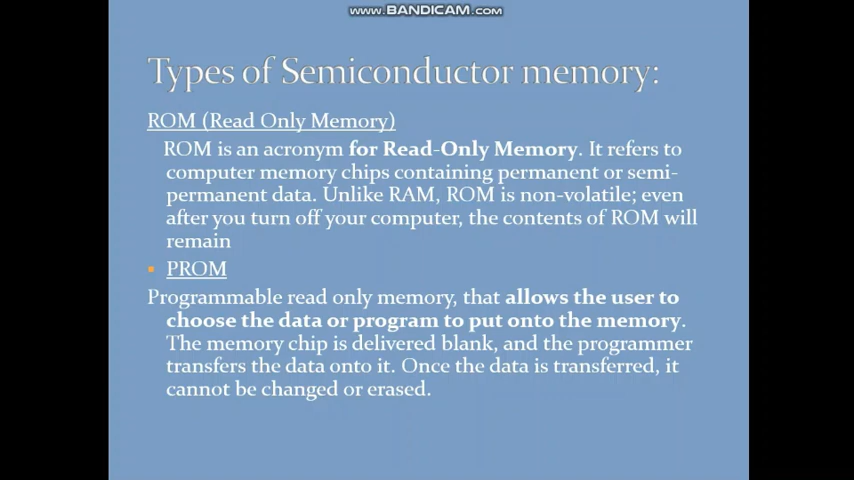 www.BANDICAM.com
Types of Semiconductor memory:
ROM (Read Only Memory)
ROM is an acronym for Read-Only Memory. It refers to
computer memory chips containing permanent or semi-
permanent data. Unlike RAM, ROM is non-volatile; even
after you turn off your computer, the contents of ROM will
remain
▪ PROM
Programmable read only memory, that allows the user to
choose the data or program to put onto the memory.
The memory chip is delivered blank, and the programmer
transfers the data onto it. Once the data is transferred, it
cannot be changed or erased.